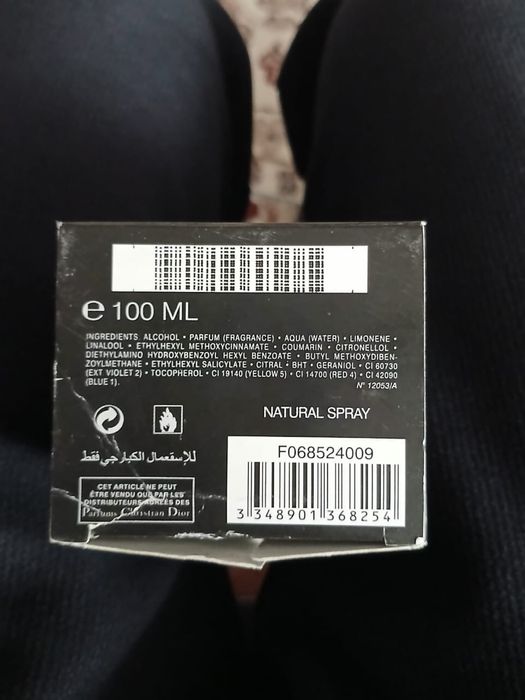 e 100 ML
INGREDIENTS: ALCOHOL • PARFUM (FRAGRANCE) • AQUA (WATER) • LIMONENE •
LINALOOL • ETHYLHEXYL METHOXYCINNAMATE • COUMARIN • CITRONELLOL •
DIETHYLAMINO HYDROXYBENZOYL HEXYL BENZOATE • BUTYL METHOXYDIBEN-
ZOYLMETHANE • ETHYLHEXYL SALICYLATE • CITRAL • BHT • GERANIOL • CI 60730
(EXT VIOLET 2) • TOCOPHEROL • CI 19140 (YELLOW 5) • CI 14700 (RED 4) • CI 42090
(BLUE 1).
N° 12053/A
NATURAL SPRAY
للإسقعمال الكبارجي فقط
F068524009
3 348901 368254
CET ARTICLE NE PEUT
ÊTRE VENDU QUE PAR LES
DISTRIBUTEURS AGRÉÉS DES
Parfums Christian Dior